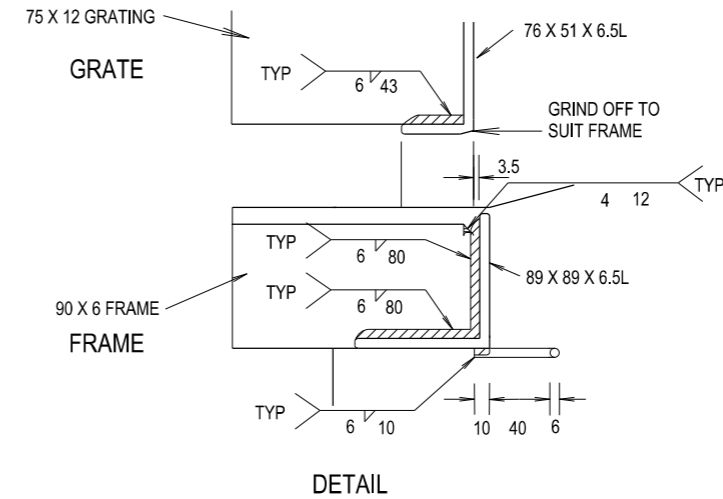 75 X 12 GRATING
76 X 51 X 6.5L
GRATE
TYP
6 43
GRIND OFF TO
SUIT FRAME
3.5
TYP
4 12
TYP
6 80
89 X 89 X 6.5L
TYP
6 80
90 X 6 FRAME
FRAME
TYP
6 10
10 40 6
DETAIL